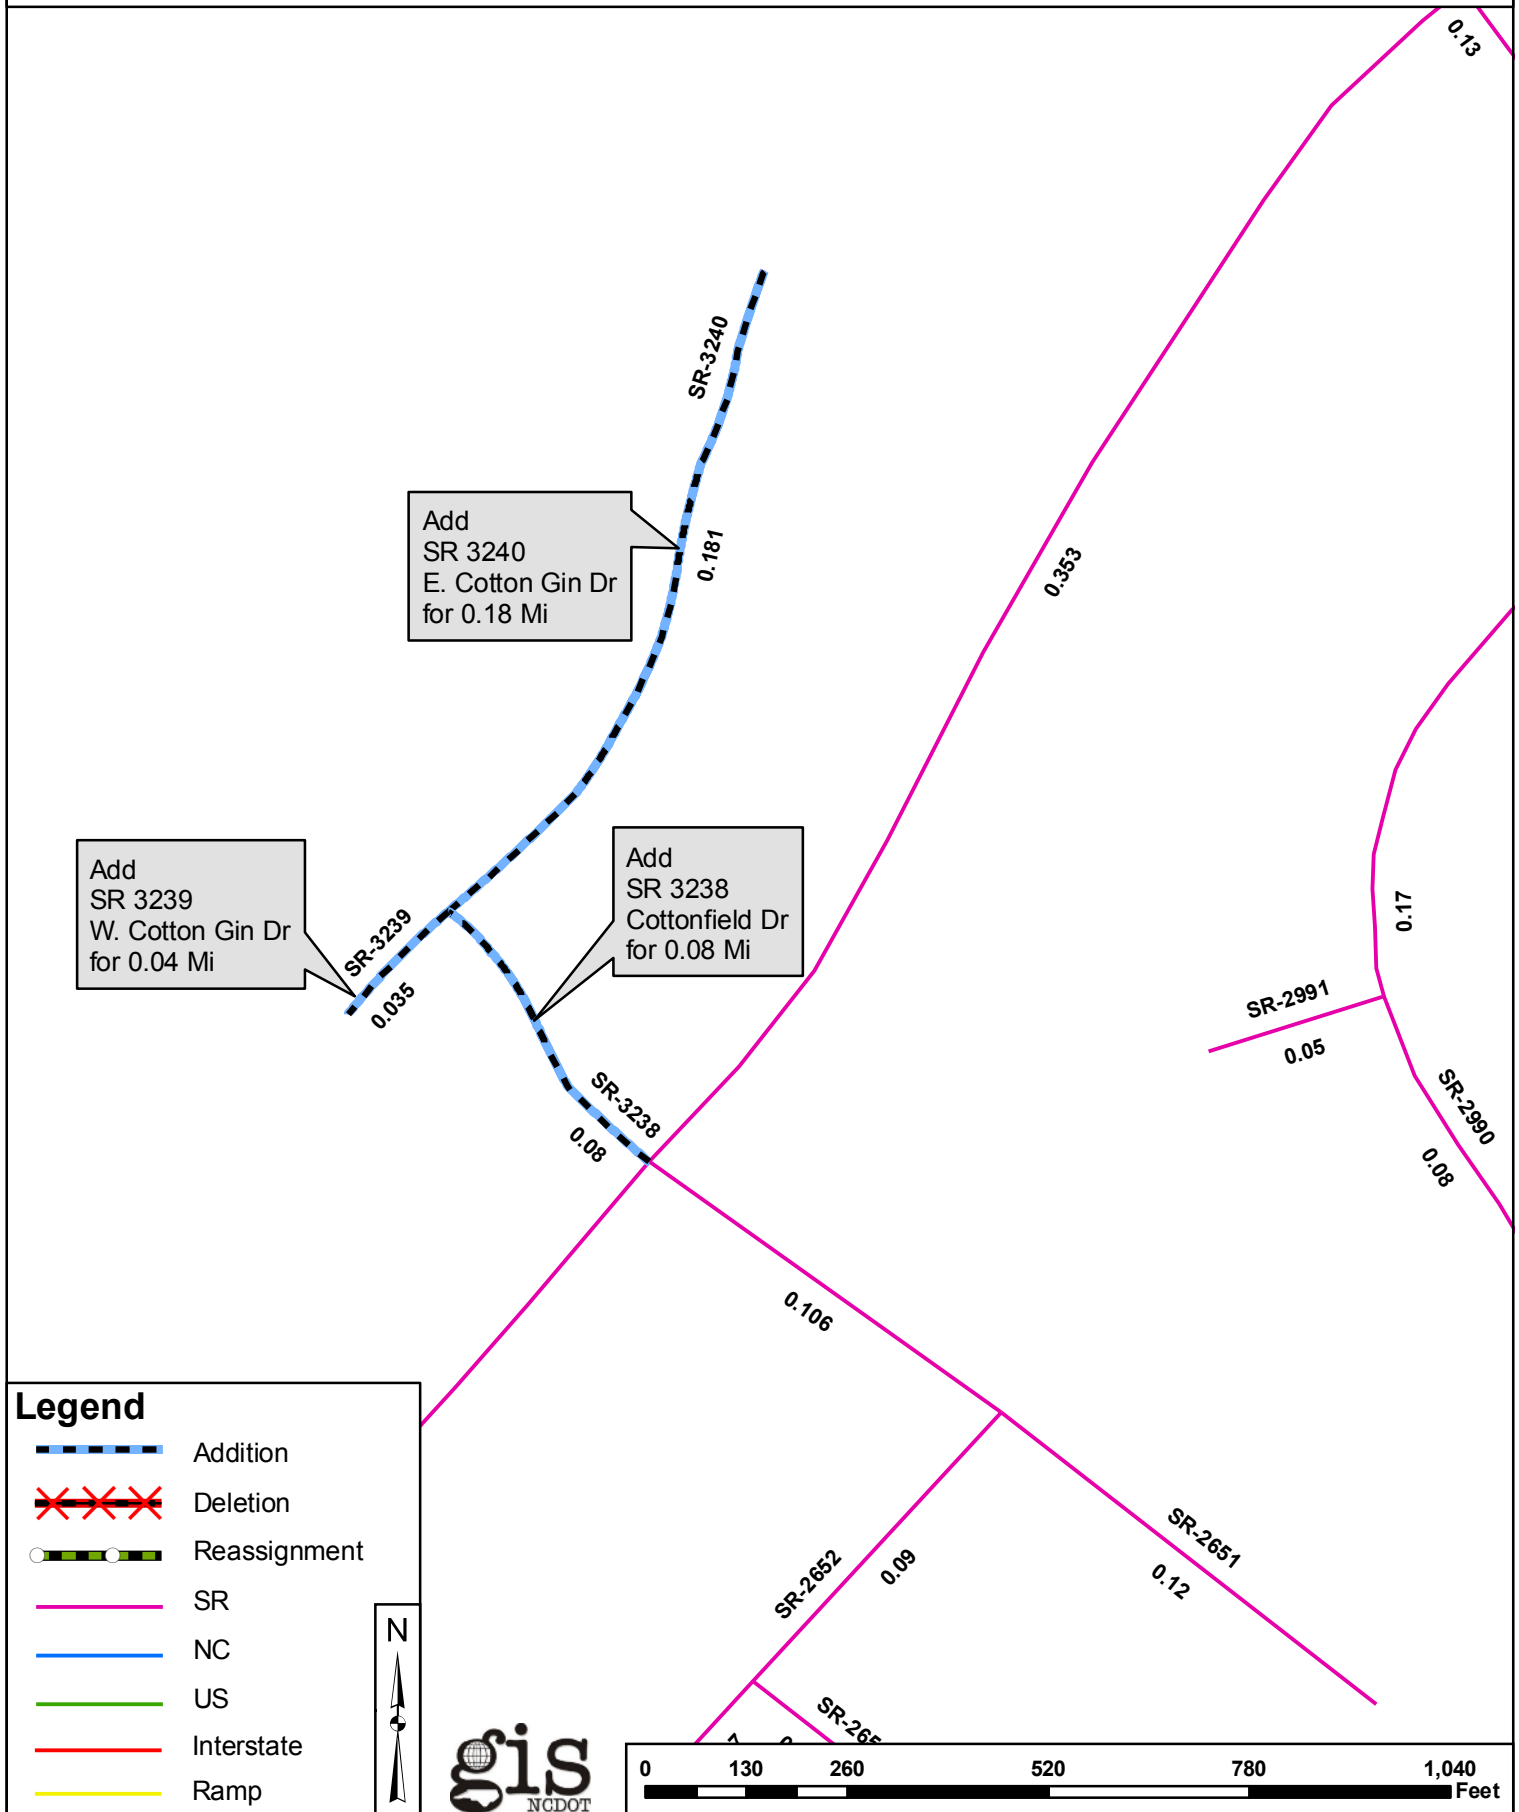 0.13
SR-3240
Add
SR 3240
E. Cotton Gin Dr
for 0.18 Mi
0.181
0.353
Add
SR 3239
W. Cotton Gin Dr
for 0.04 Mi
SR-3239
0.035
Add
SR 3238
Cottonfield Dr
for 0.08 Mi
0.17
SR-2991
0.05
SR-2990
0.08
SR-3238
0.08
0.106
SR-2651
0.12
SR-2652
0.09
SR-265
Legend
Addition
Deletion
Reassignment
SR
NC
US
Interstate
Ramp
N
gis
NCDOT
0 130 260 520 780 1,040
Feet